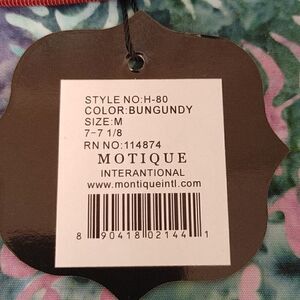 STYLE NO:H-80
COLOR:BUNGUNDY
SIZE:M
7-7 1/8
RN NO:114874
MOTIQUE
INTERANTIONAL
www.montiqueintl.com
8 90418 02144 1